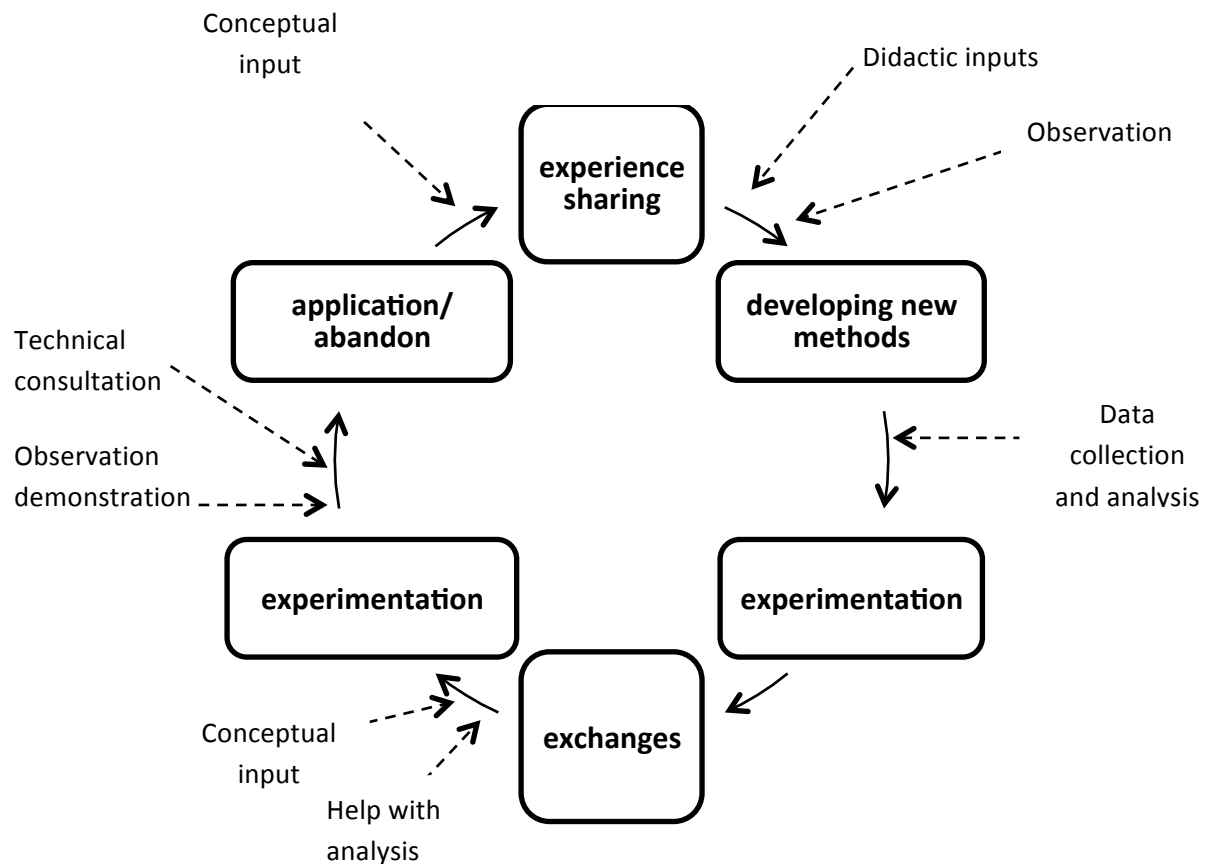 Conceptual
input
Didactic inputs
Observation
experience
sharing
application/
abandon
developing new
methods
Technical
consultation
Observation
demonstration
Data
collection
and analysis
experimentation
experimentation
exchanges
Conceptual
input
Help with
analysis